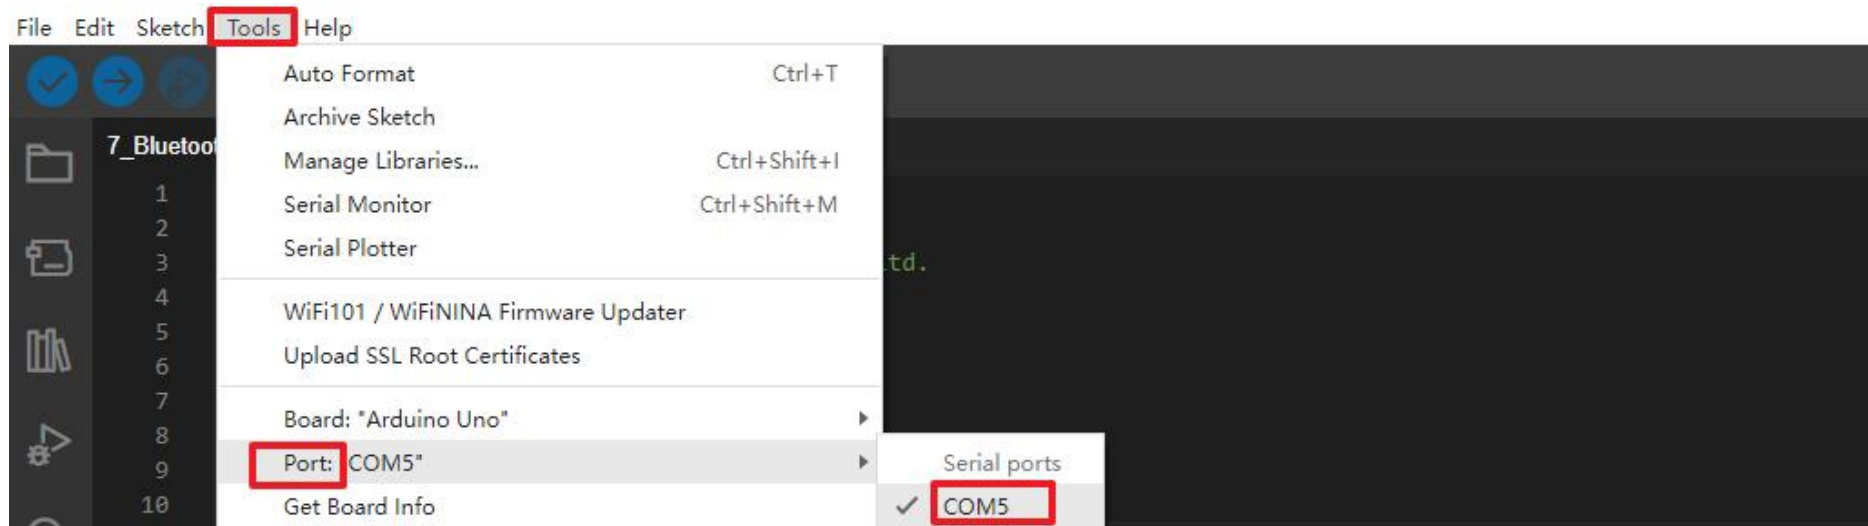 File Edit Sketch Tools Help
Auto Format Ctrl+T
Archive Sketch
7_Bluetoo
Manage Libraries... Ctrl+Shift+I
1
Serial Monitor Ctrl+Shift+M
2
Serial Plotter
3 td.
4
WiFi101 / WiFiNINA Firmware Updater
5
Upload SSL Root Certificates
6
7
Board: "Arduino Uno"
8
Port: COM5"
Serial ports
9
10
Get Board Info
COM5